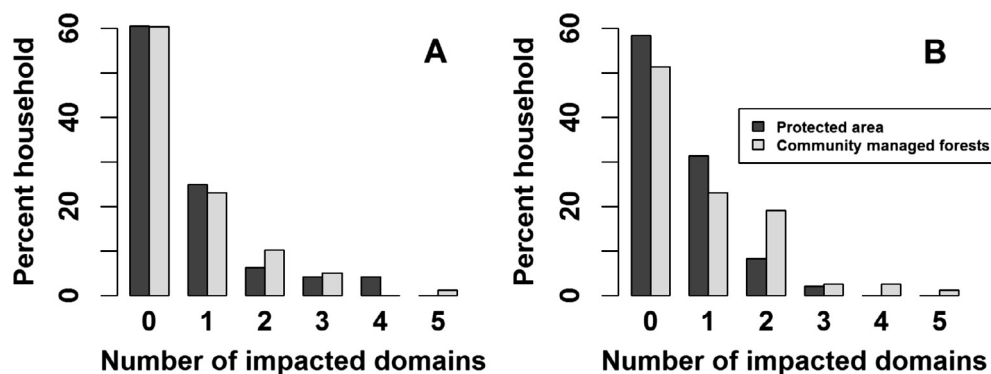 Percent household
60
40
20
0
A
0 1 2 3 4 5
Number of impacted domains
Percent household
60
40
20
0
B
Protected area
Community managed forests
0 1 2 3 4 5
Number of impacted domains